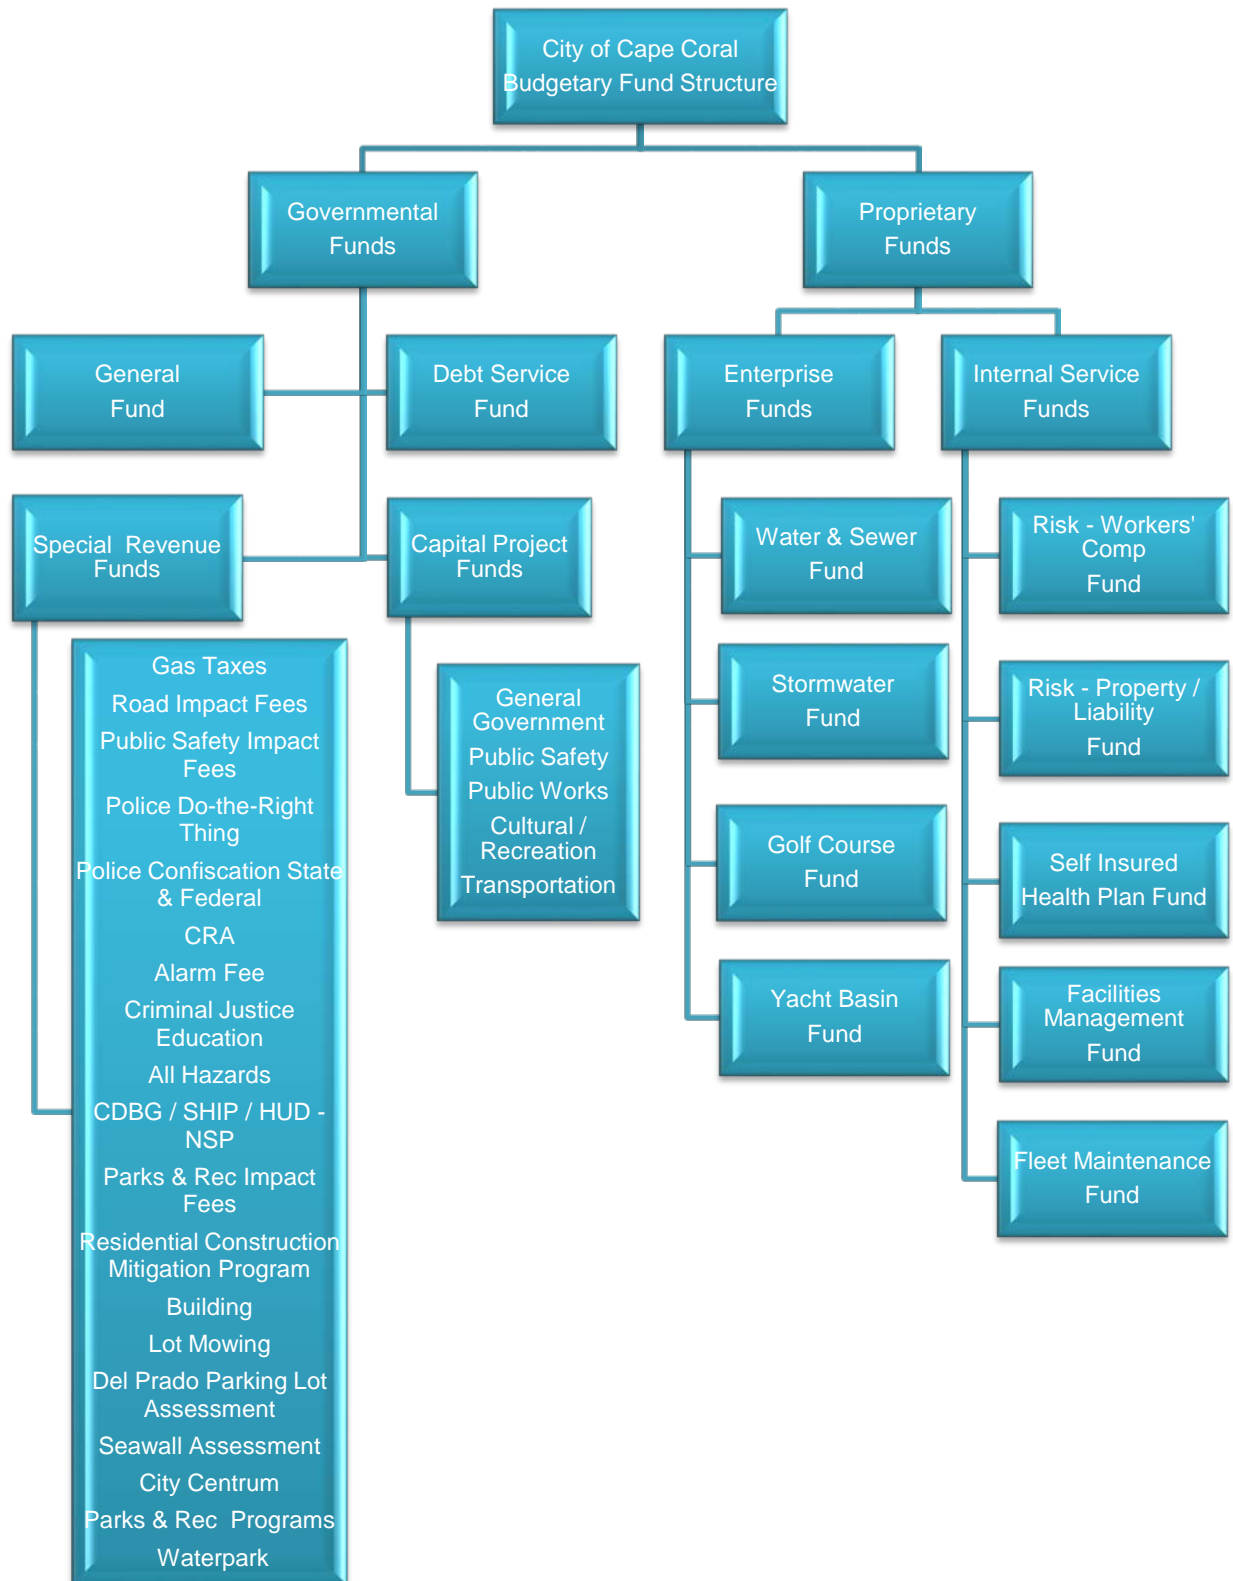 City of Cape Coral
Budgetary Fund Structure
Governmental
Funds
Proprietary
Funds
General
Fund
Debt Service
Fund
Enterprise
Funds
Internal Service
Funds
Special Revenue
Funds
Capital Project
Funds
Gas Taxes
Road Impact Fees
Public Safety Impact
Fees
Police Do-the-Right
Thing
Police Confiscation State
& Federal
CRA
Alarm Fee
Criminal Justice
Education
All Hazards
CDBG / SHIP / HUD -
NSP
Parks & Rec Impact
Fees
Residential Construction
Mitigation Program
Building
Lot Mowing
Del Prado Parking Lot
Assessment
Seawall Assessment
City Centrum
Parks & Rec Programs
Waterpark
General
Government
Public Safety
Public Works
Cultural /
Recreation
Transportation
Water & Sewer
Fund
Stormwater
Fund
Golf Course
Fund
Yacht Basin
Fund
Risk - Workers'
Comp
Fund
Risk - Property /
Liability
Fund
Self Insured
Health Plan Fund
Facilities
Management
Fund
Fleet Maintenance
Fund